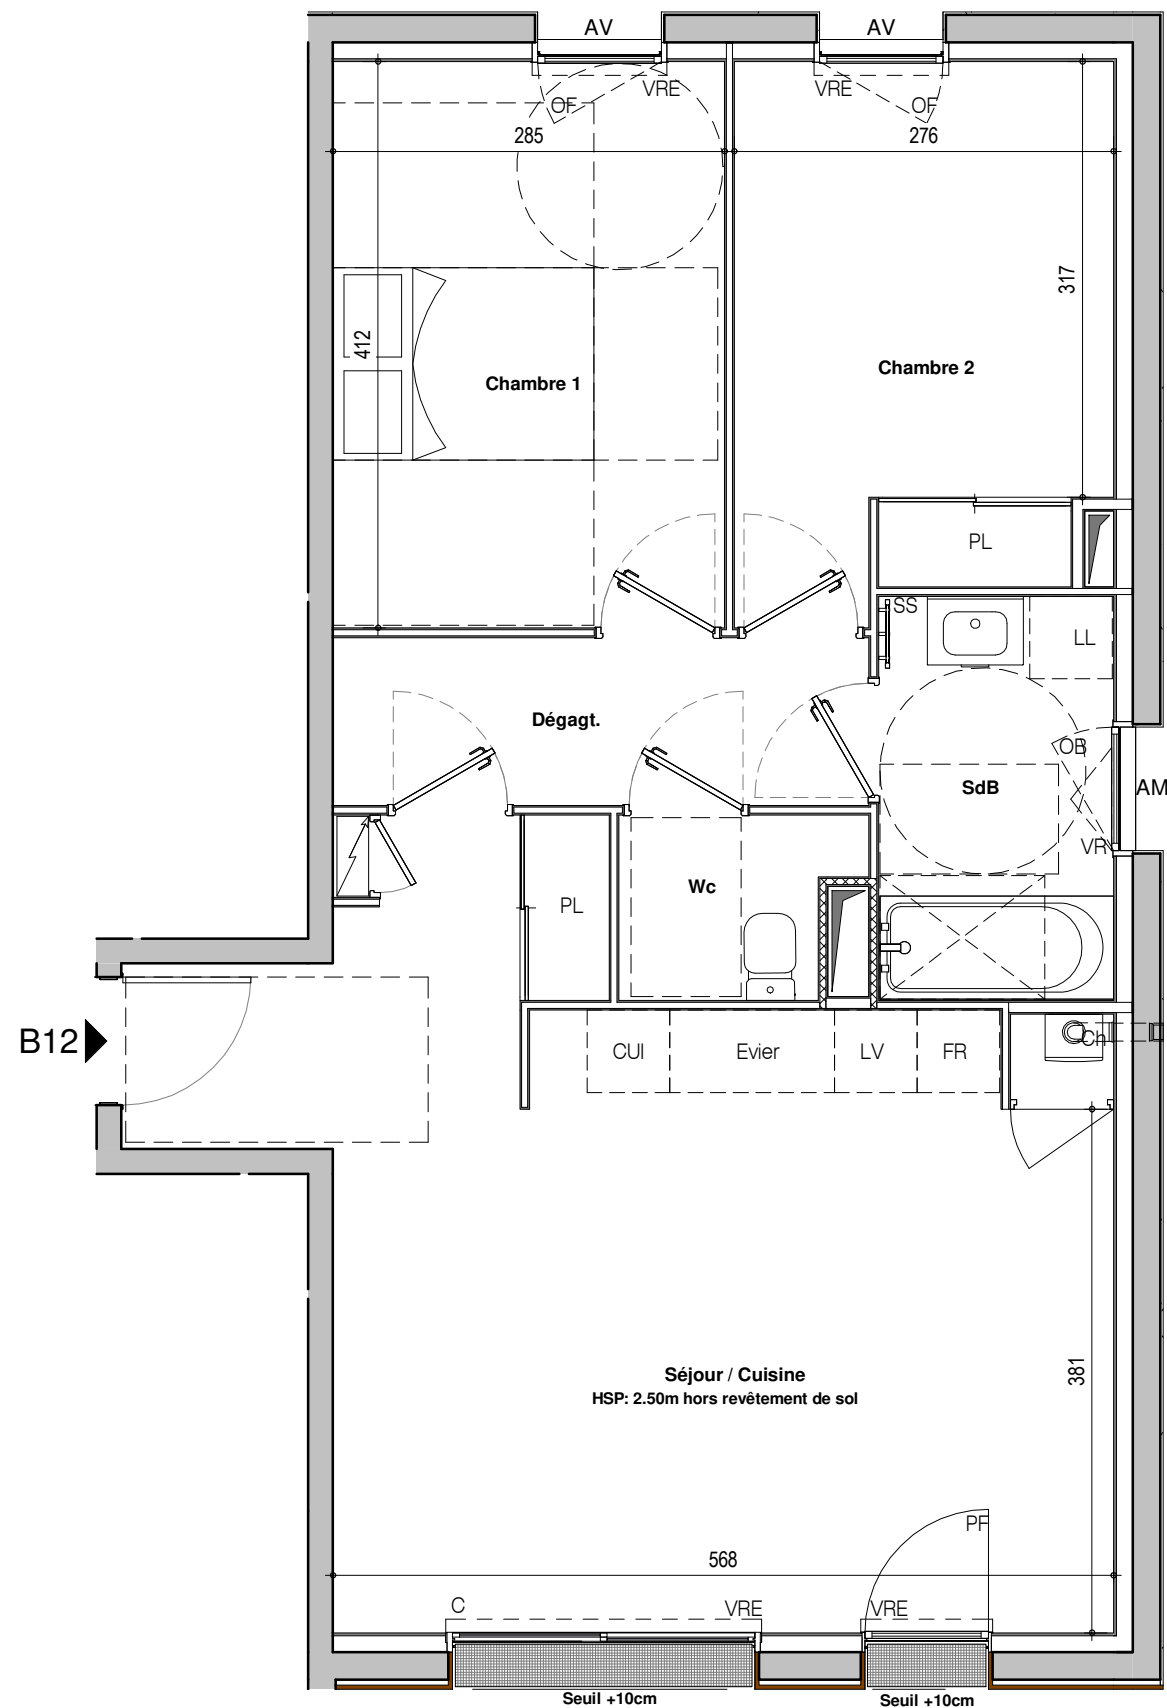 AV
AV
VRE
VRE
OF
OF
285
276
317
412
Chambre 1
Chambre 2
PL
SS
LL
Dégagt.
OB
SdB
AM
VR
Wc
PL
B12
CUI
Evier
LV
FR
Ch
Séjour / Cuisine
HSP: 2.50m hors revêtement de sol
381
PF
568
C
VRE
VRE
Seuil +10cm
Seuil +10cm